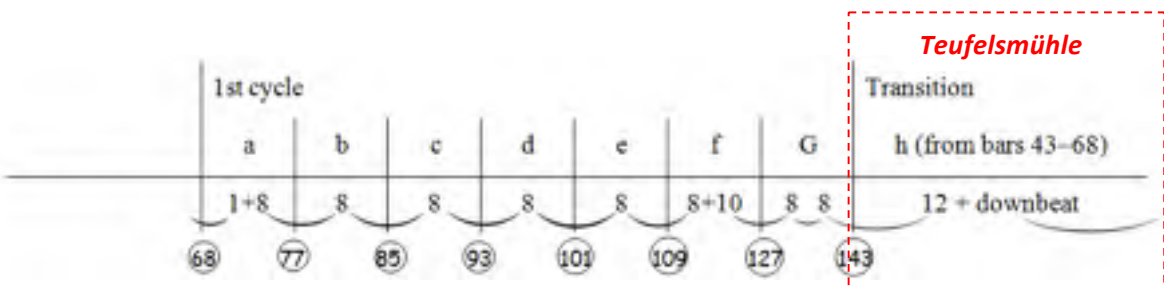 Teufelsmühle
1st cycle
Transition
a b c d e f G h (from bars 43–68)
1+8 8 8 8 8 8+10 8 8 12 + downbeat
68 77 85 93 101 109 127 143